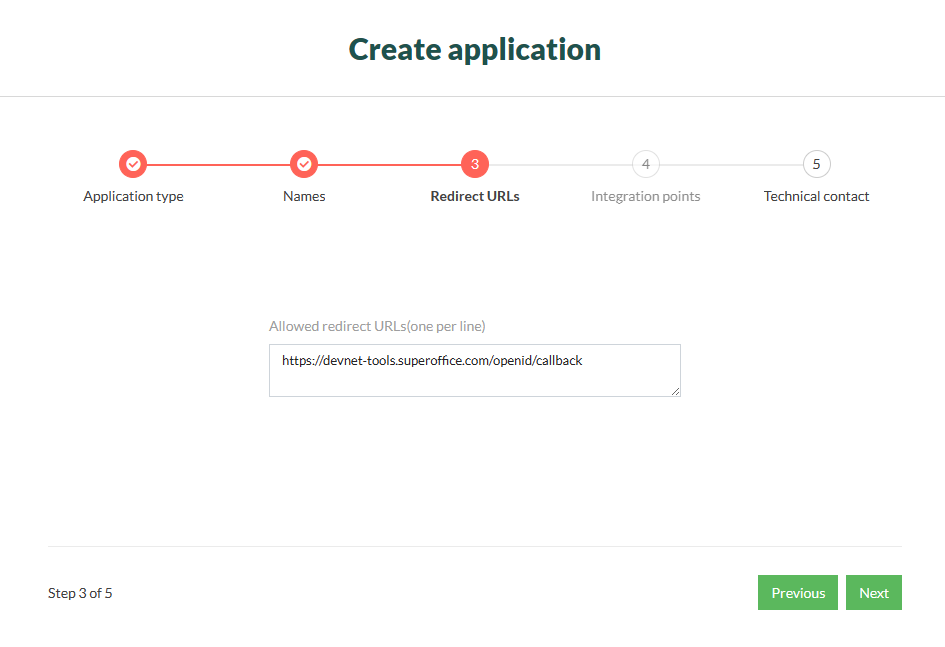 Create application
3 4 5
Application type Names Redirect URLs Integration points Technical contact
Allowed redirect URLs(one per line)
https://devnet-tools.superoffice.com/openid/callback
Step 3 of 5 Previous Next